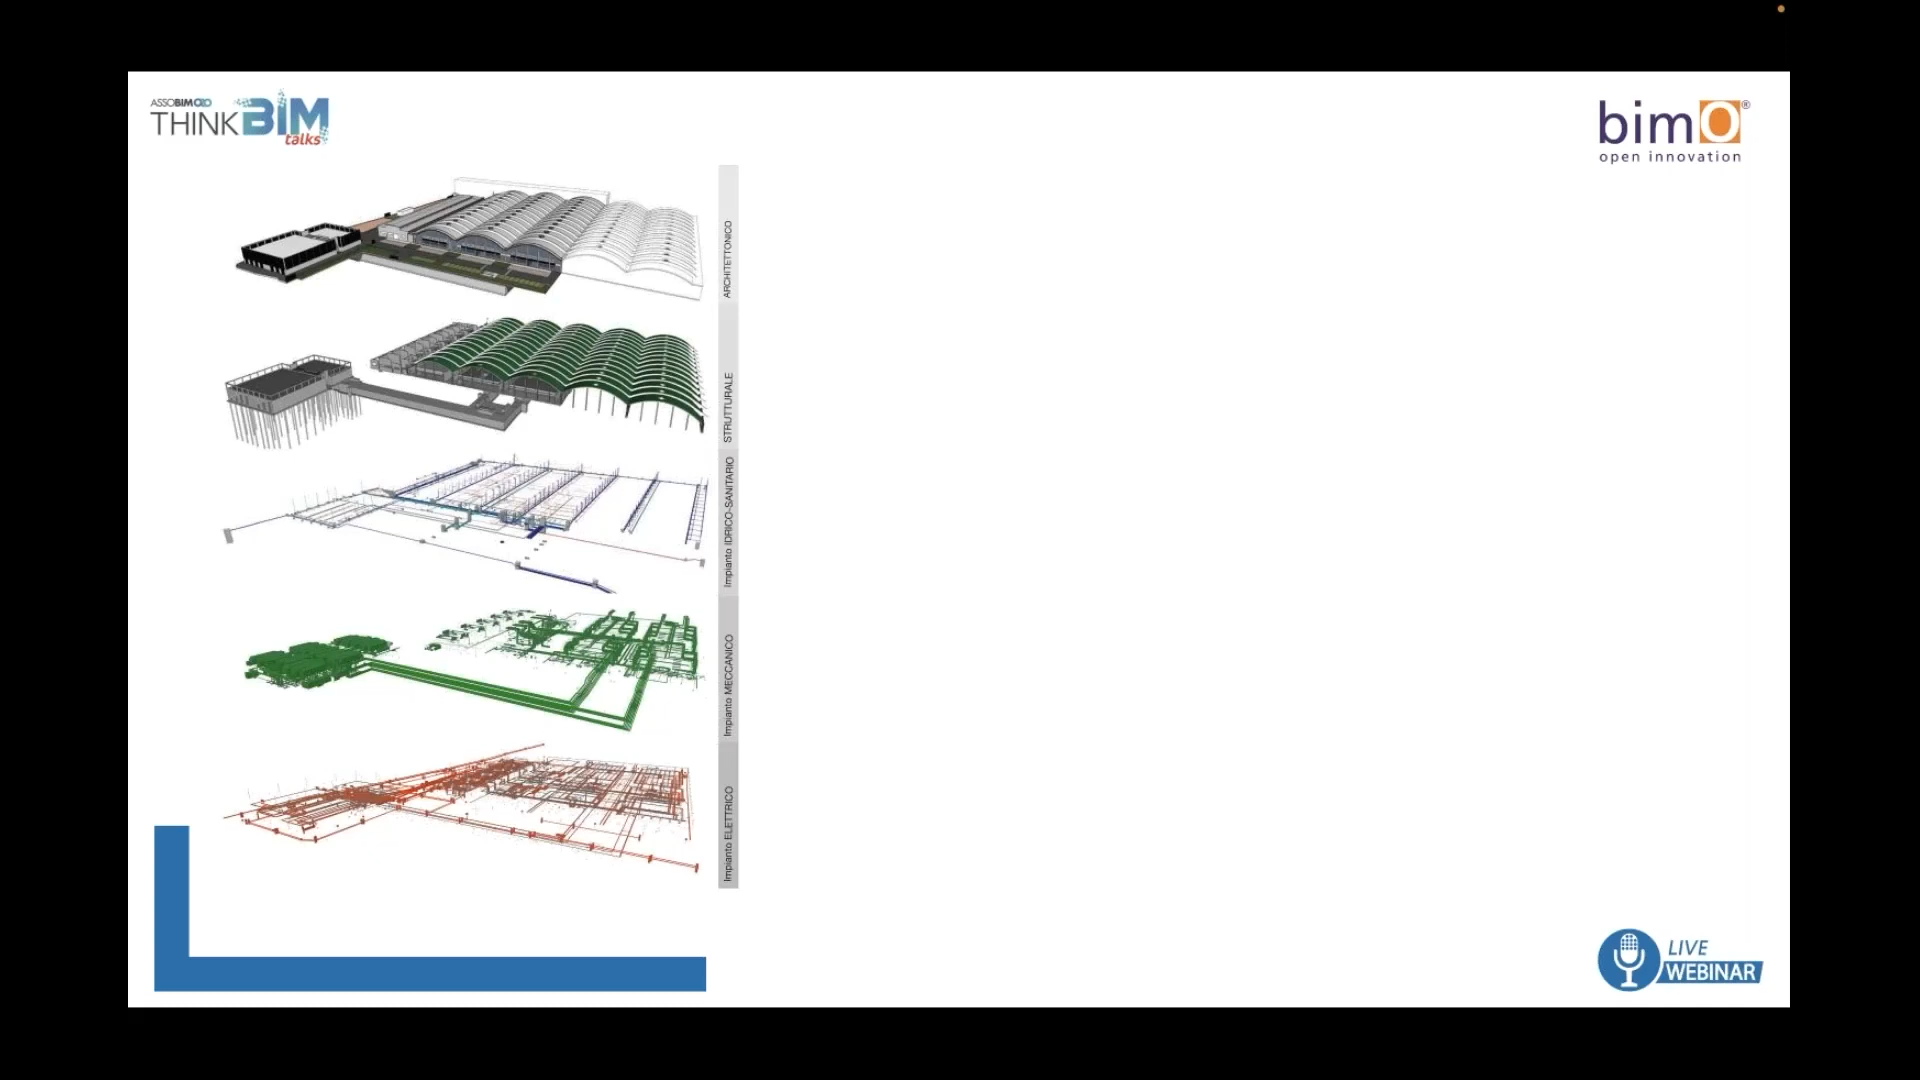 ASSOBIM
THINKBIM
talks
bimO®
open innovation
ARCHITETTONICO
STRUTTURALE
Impianto IDRICO-SANITARIO
Impianto MECCANICO
Impianto ELETTRICO
LIVE
WEBINAR